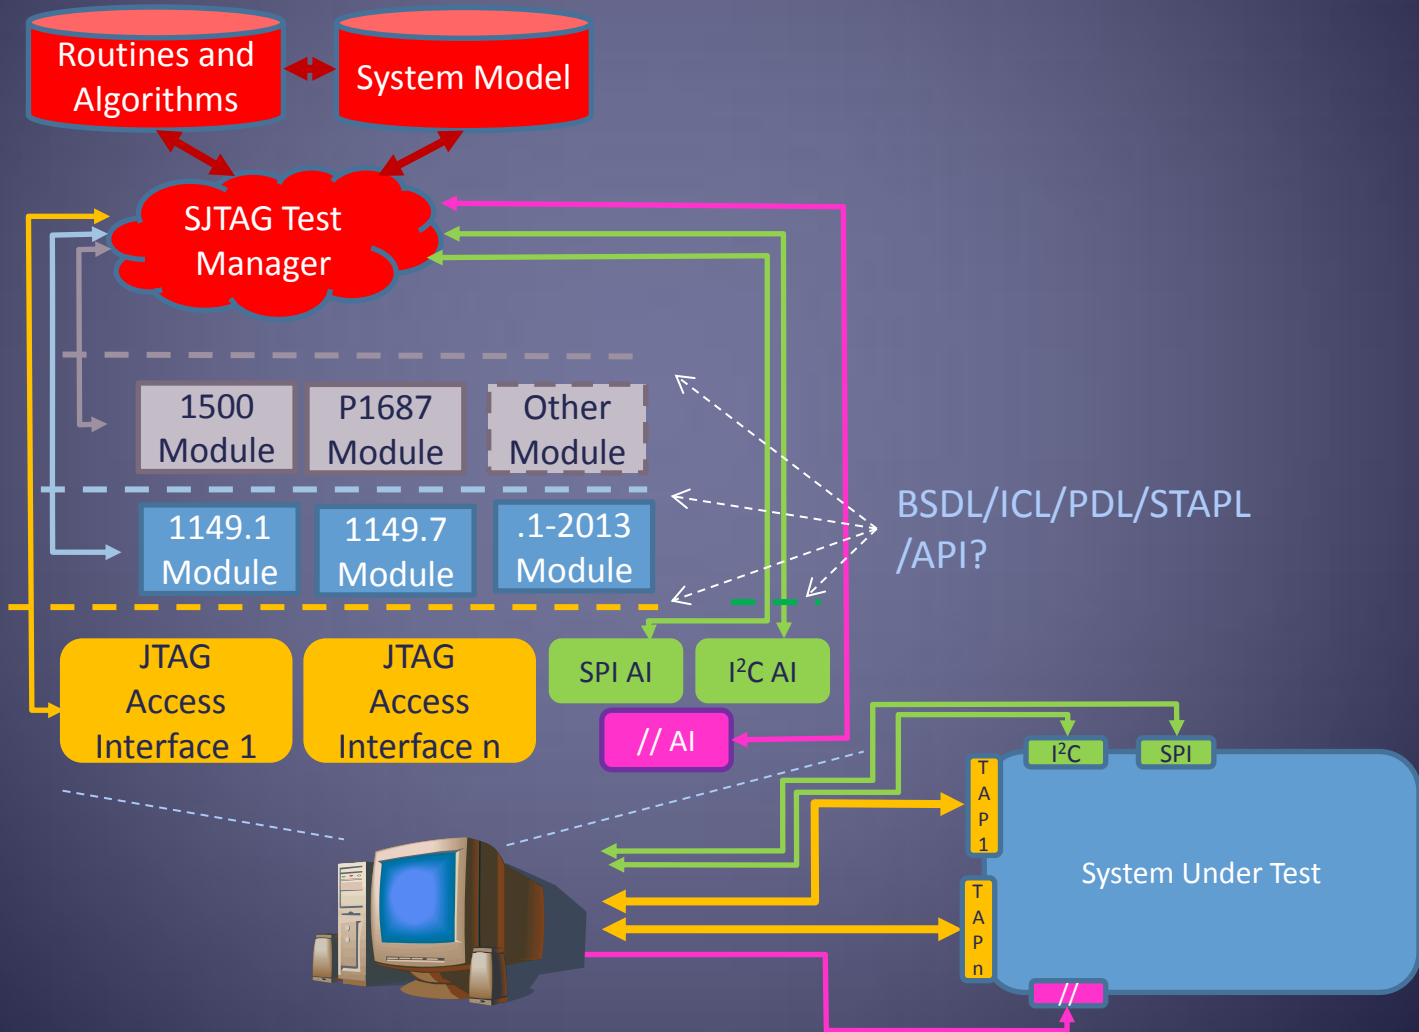 Routines and
Algorithms
System Model
SJTAG Test
Manager
1500
Module
P1687
Module
Other
Module
BSDL/ICL/PDL/STAPL
/API?
1149.1
Module
1149.7
Module
.1-2013
Module
JTAG
Access
Interface 1
JTAG
Access
Interface n
SPI AI
I²C AI
// AI
I²C
SPI
T
A
P
1
System Under Test
T
A
P
n
//